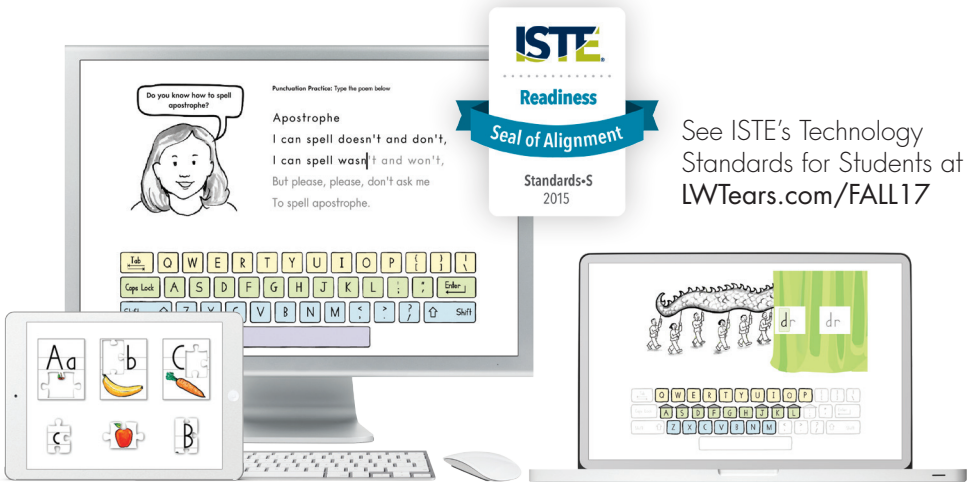 Do you know how to spell
apostrophe?
Punctuation Practice: Type the poem below
Apostrophe
I can spell doesn't and don't,
I can spell wasn't and won't,
But please, please, don't ask me
To spell apostrophe.
Tab Q W E R T Y U I O P { [ } ] | \
Caps Lock A S D F G H J K L : ; " ' Enter
Shift Z X C V B N M < , > . ? / Shift
ISTE
Readiness
Seal of Alignment
Standards•S
2015
See ISTE's Technology
Standards for Students at
LWTears.com/FALL17
Aa b C
c B
dr dr
Q W E R T Y U I O P
A S D F G H J K L
Z X C V B N M